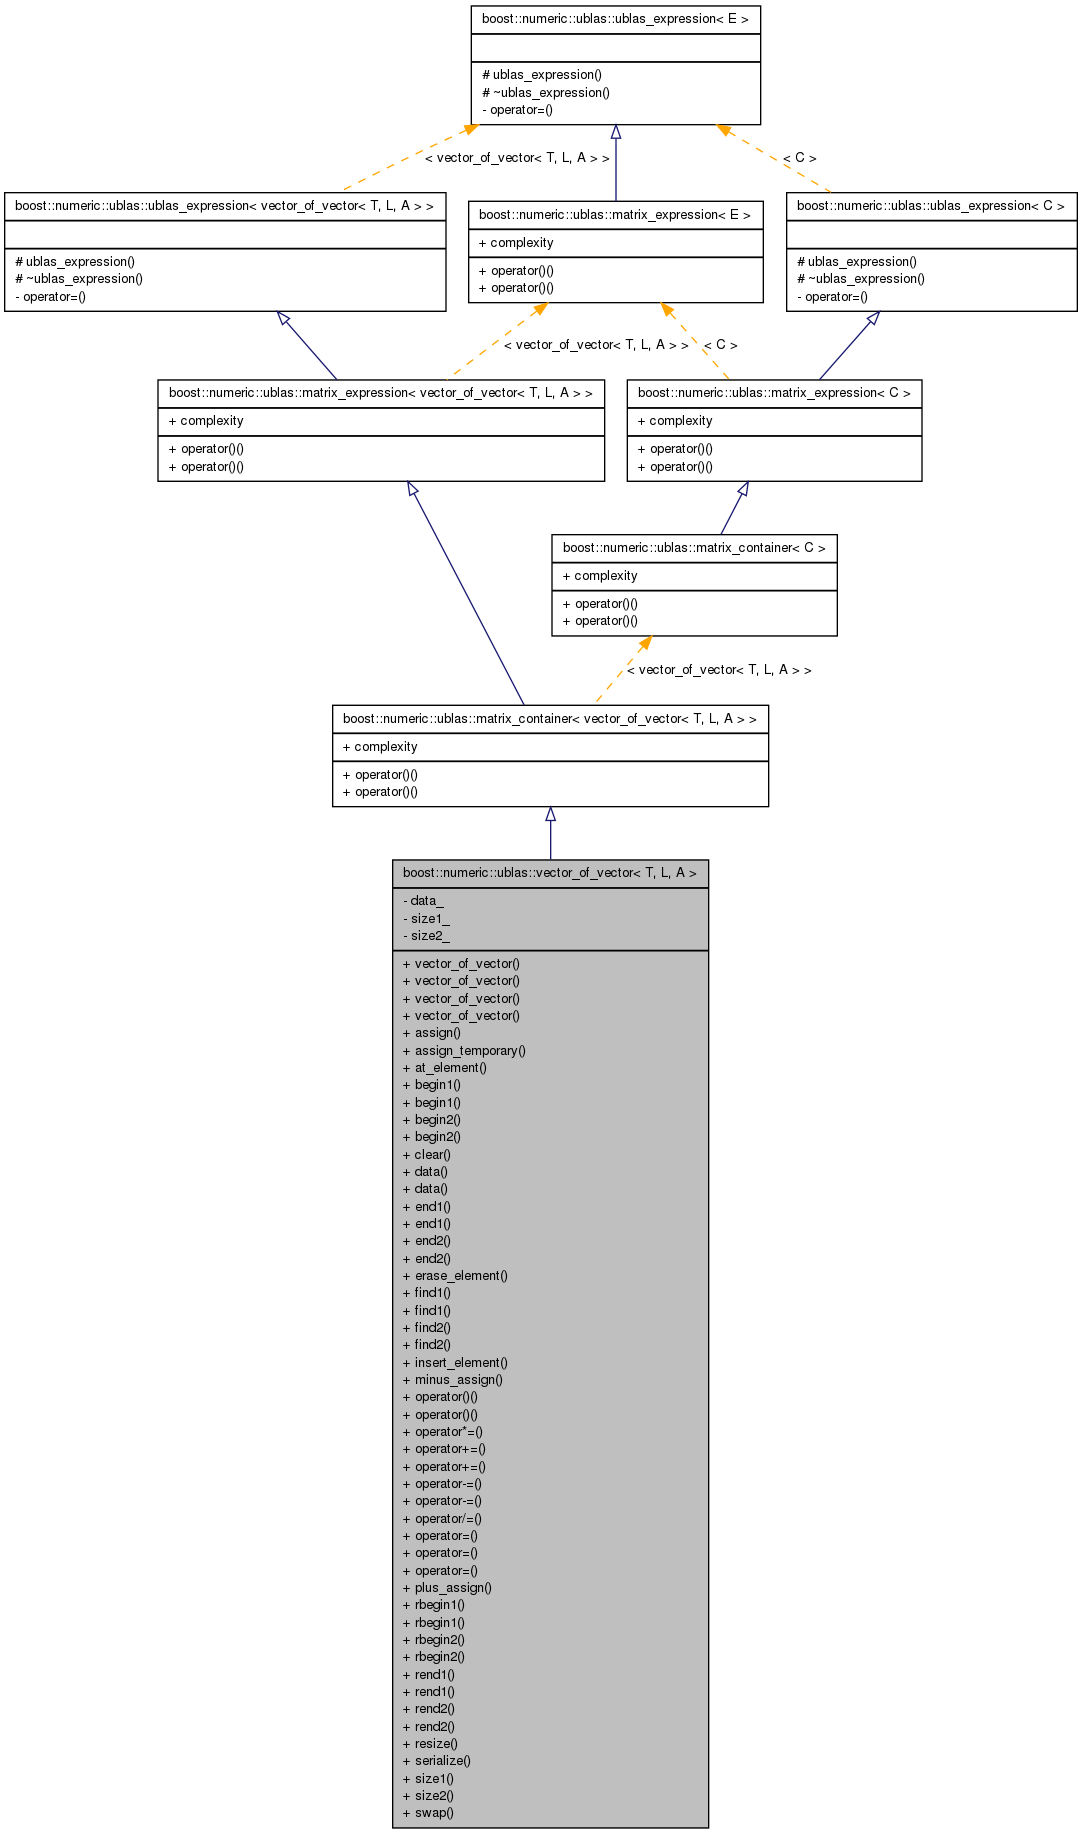 boost::numeric::ublas::ublas_expression< E >
# ublas_expression()
# ~ublas_expression()
- operator=()
< vector_of_vector< T, L, A > >
< C >
boost::numeric::ublas::ublas_expression< vector_of_vector< T, L, A > >
# ublas_expression()
# ~ublas_expression()
- operator=()
boost::numeric::ublas::matrix_expression< E >
+ complexity
+ operator()()
+ operator()()
boost::numeric::ublas::ublas_expression< C >
# ublas_expression()
# ~ublas_expression()
- operator=()
< vector_of_vector< T, L, A > >
< C >
boost::numeric::ublas::matrix_expression< vector_of_vector< T, L, A > >
+ complexity
+ operator()()
+ operator()()
boost::numeric::ublas::matrix_expression< C >
+ complexity
+ operator()()
+ operator()()
boost::numeric::ublas::matrix_container< C >
+ complexity
+ operator()()
+ operator()()
< vector_of_vector< T, L, A > >
boost::numeric::ublas::matrix_container< vector_of_vector< T, L, A > >
+ complexity
+ operator()()
+ operator()()
boost::numeric::ublas::vector_of_vector< T, L, A >
- data_
- size1_
- size2_
+ vector_of_vector()
+ vector_of_vector()
+ vector_of_vector()
+ vector_of_vector()
+ assign()
+ assign_temporary()
+ at_element()
+ begin1()
+ begin1()
+ begin2()
+ begin2()
+ clear()
+ data()
+ data()
+ end1()
+ end1()
+ end2()
+ end2()
+ erase_element()
+ find1()
+ find1()
+ find2()
+ find2()
+ insert_element()
+ minus_assign()
+ operator()()
+ operator()()
+ operator*=()
+ operator+=()
+ operator+=()
+ operator-=()
+ operator-=()
+ operator/=()
+ operator=()
+ operator=()
+ operator=()
+ plus_assign()
+ rbegin1()
+ rbegin1()
+ rbegin2()
+ rbegin2()
+ rend1()
+ rend1()
+ rend2()
+ rend2()
+ resize()
+ serialize()
+ size1()
+ size2()
+ swap()